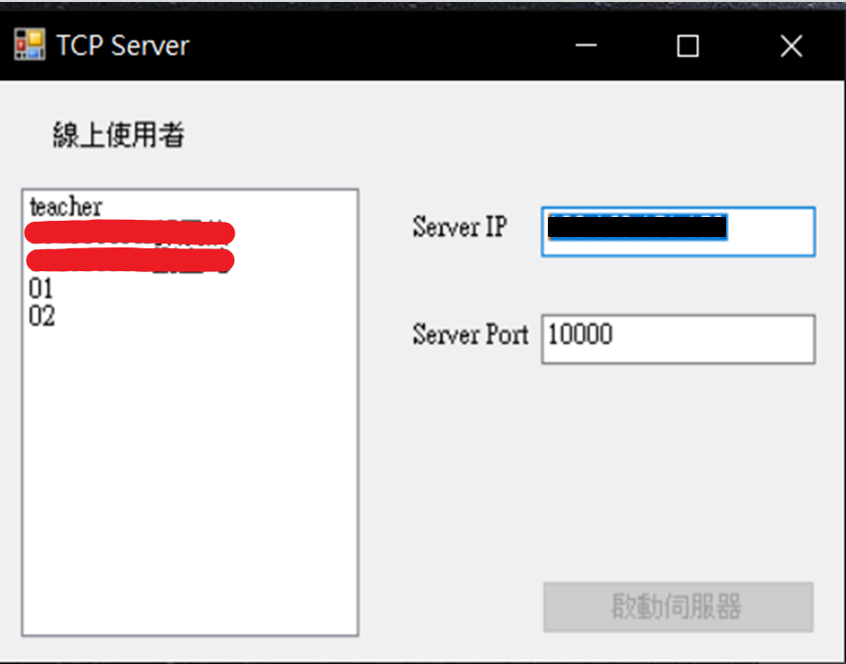 TCP Server
線上使用者
teacher
01
02
Server IP
Server Port
10000
啟動伺服器